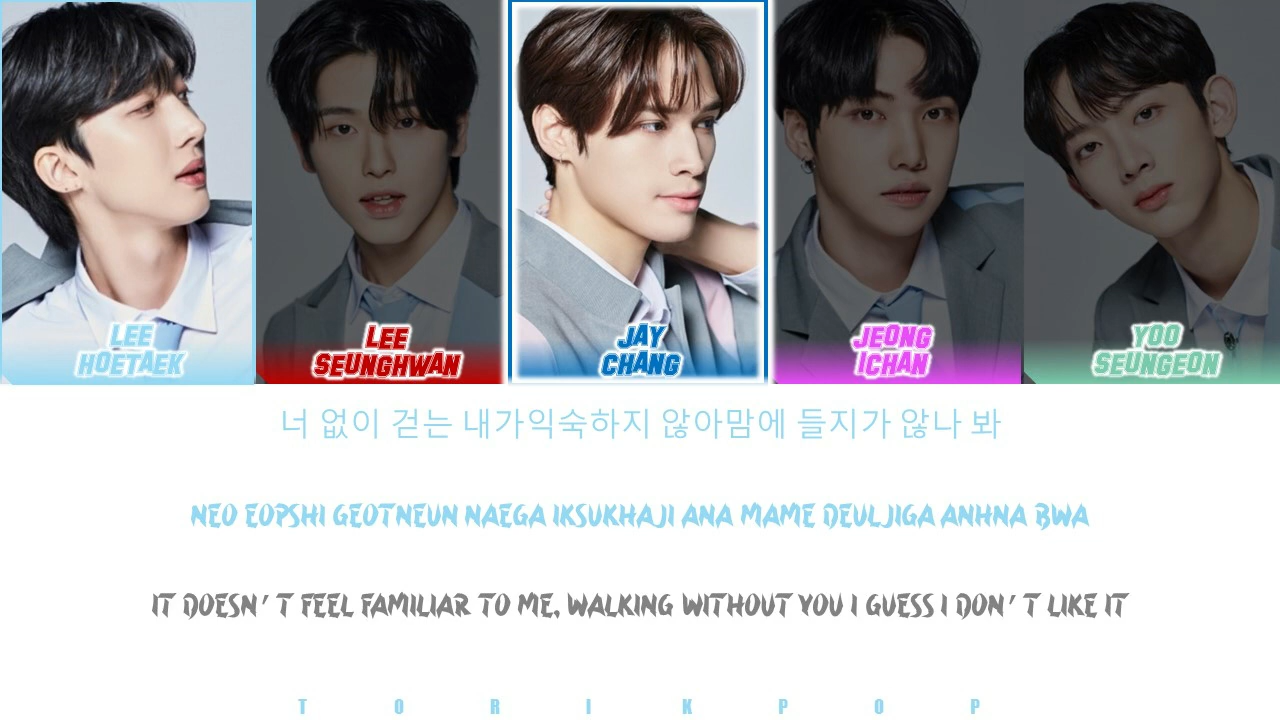 LEE
HOETAEK
LEE
SEUNGHWAN
JAY
CHANG
JEONG
ICHAN
YOO
SEUNGEON
너 없이 걷는 내가익숙하지 않아맘에 들지가 않나 봐
NEO EOPSHI GEOTNEUN NAEGA IKSUKHAJI ANA MAME DEULJIGA ANHNA BWA
IT DOESN'T FEEL FAMILIAR TO ME, WALKING WITHOUT YOU I GUESS I DON'T LIKE IT
T O R I K P O P